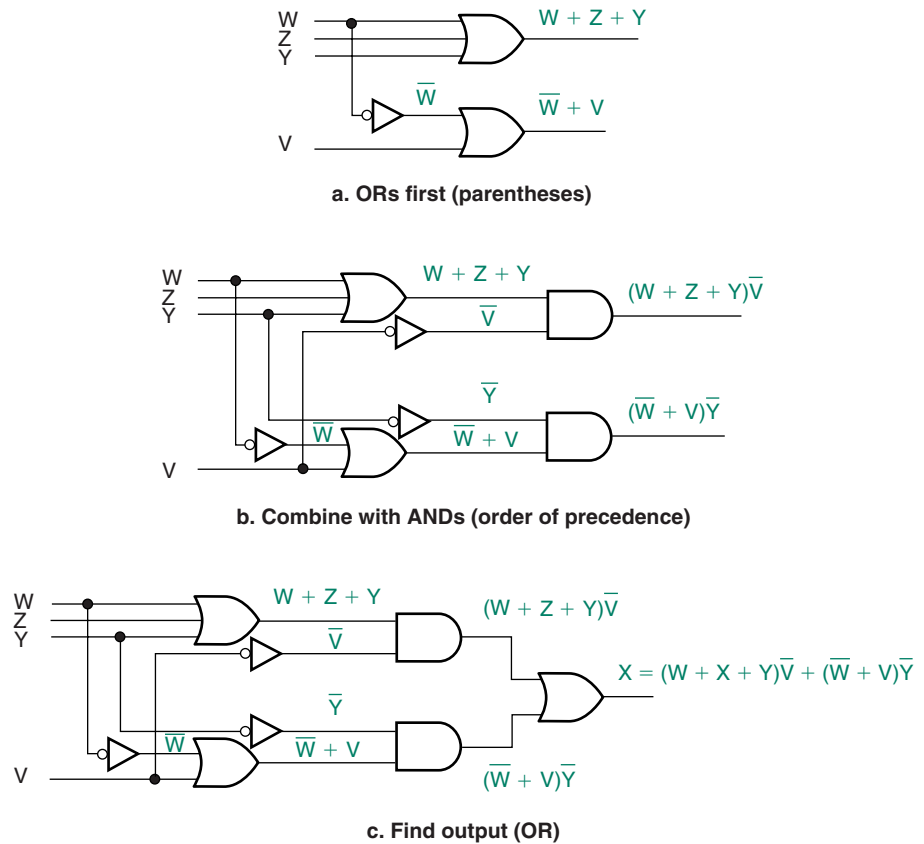 W
W + Z + Y
Z
Y
W̅
W̅ + V
V
a. ORs first (parentheses)
W
W + Z + Y
(W + Z + Y)V̅
Z
Y
V̅
Y̅
(W̅ + V)Y̅
W̅
W̅ + V
V
b. Combine with ANDs (order of precedence)
W
W + Z + Y
(W + Z + Y)V̅
Z
Y
V̅
X = (W + X + Y)V̅ + (W̅ + V)Y̅
Y̅
W̅
W̅ + V
V
(W̅ + V)Y̅
c. Find output (OR)